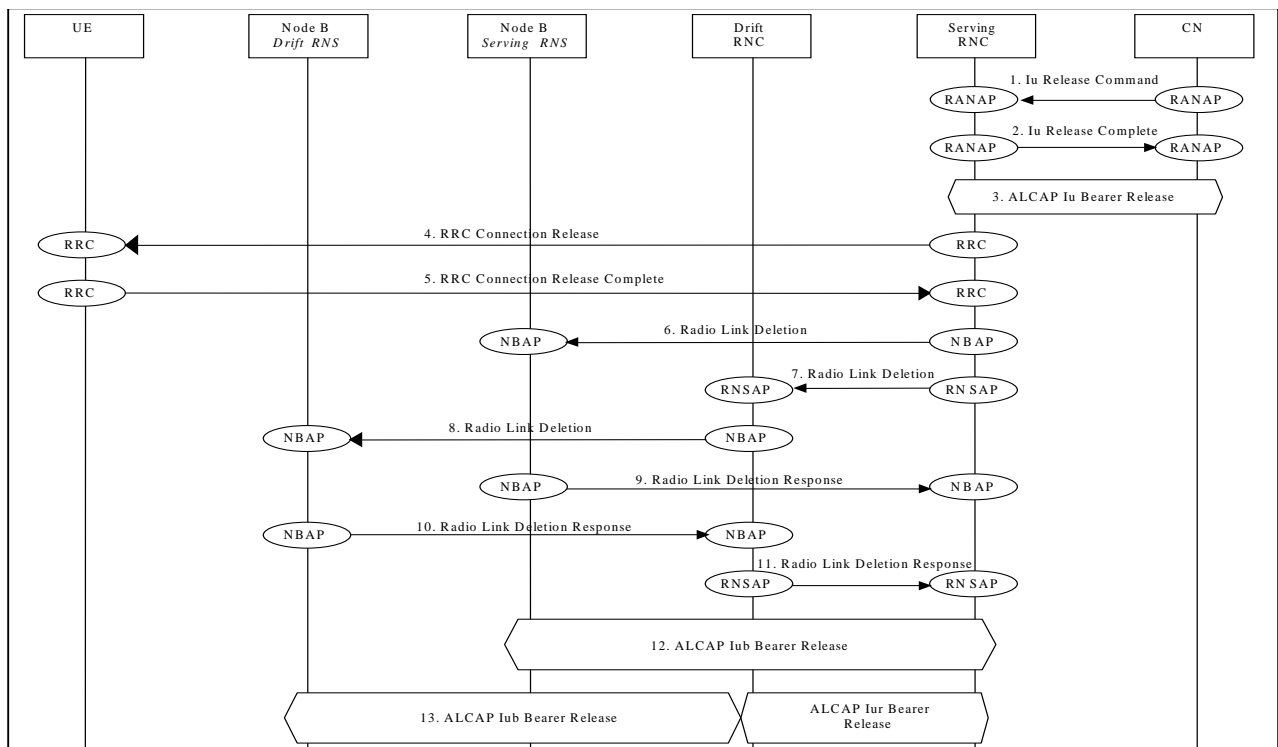 UE
Node B
Drift RNS
Node B
Serving RNS
Drift
RNC
Serving
RNC
CN
1. Iu Release Command
RANAP
RANAP
2. Iu Release Complete
RANAP
RANAP
3. ALCAP Iu Bearer Release
4. RRC Connection Release
RRC
RRC
5. RRC Connection Release Complete
RRC
RRC
6. Radio Link Deletion
NBAP
NBAP
7. Radio Link Deletion
RNSAP
RNSAP
8. Radio Link Deletion
NBAP
NBAP
9. Radio Link Deletion Response
NBAP
NBAP
10. Radio Link Deletion Response
NBAP
NBAP
11. Radio Link Deletion Response
RNSAP
RNSAP
12. ALCAP Iub Bearer Release
13. ALCAP Iub Bearer Release
ALCAP Iur Bearer
Release